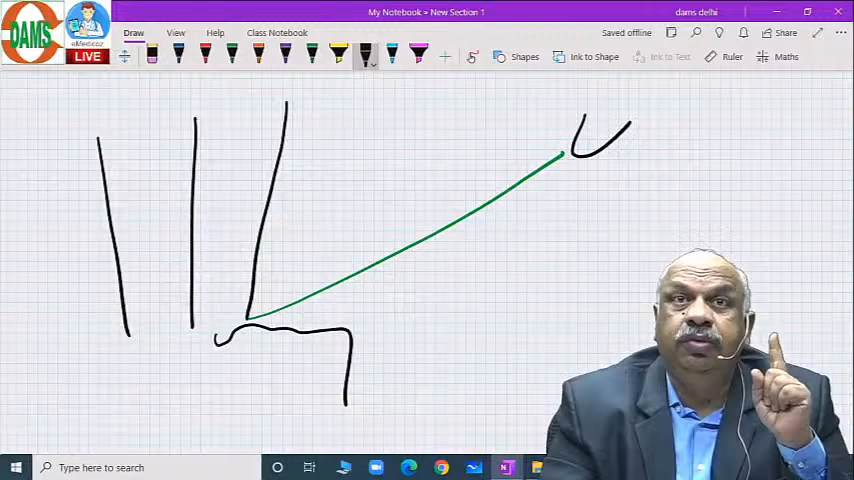 My Notebook » New Section 1
dams delhi
DAMS
eMedicoz
LIVE
Draw
View
Help
Class Notebook
Saved offline
Share
Shapes
Ink to Shape
Ink to Text
Ruler
Maths
Type here to search